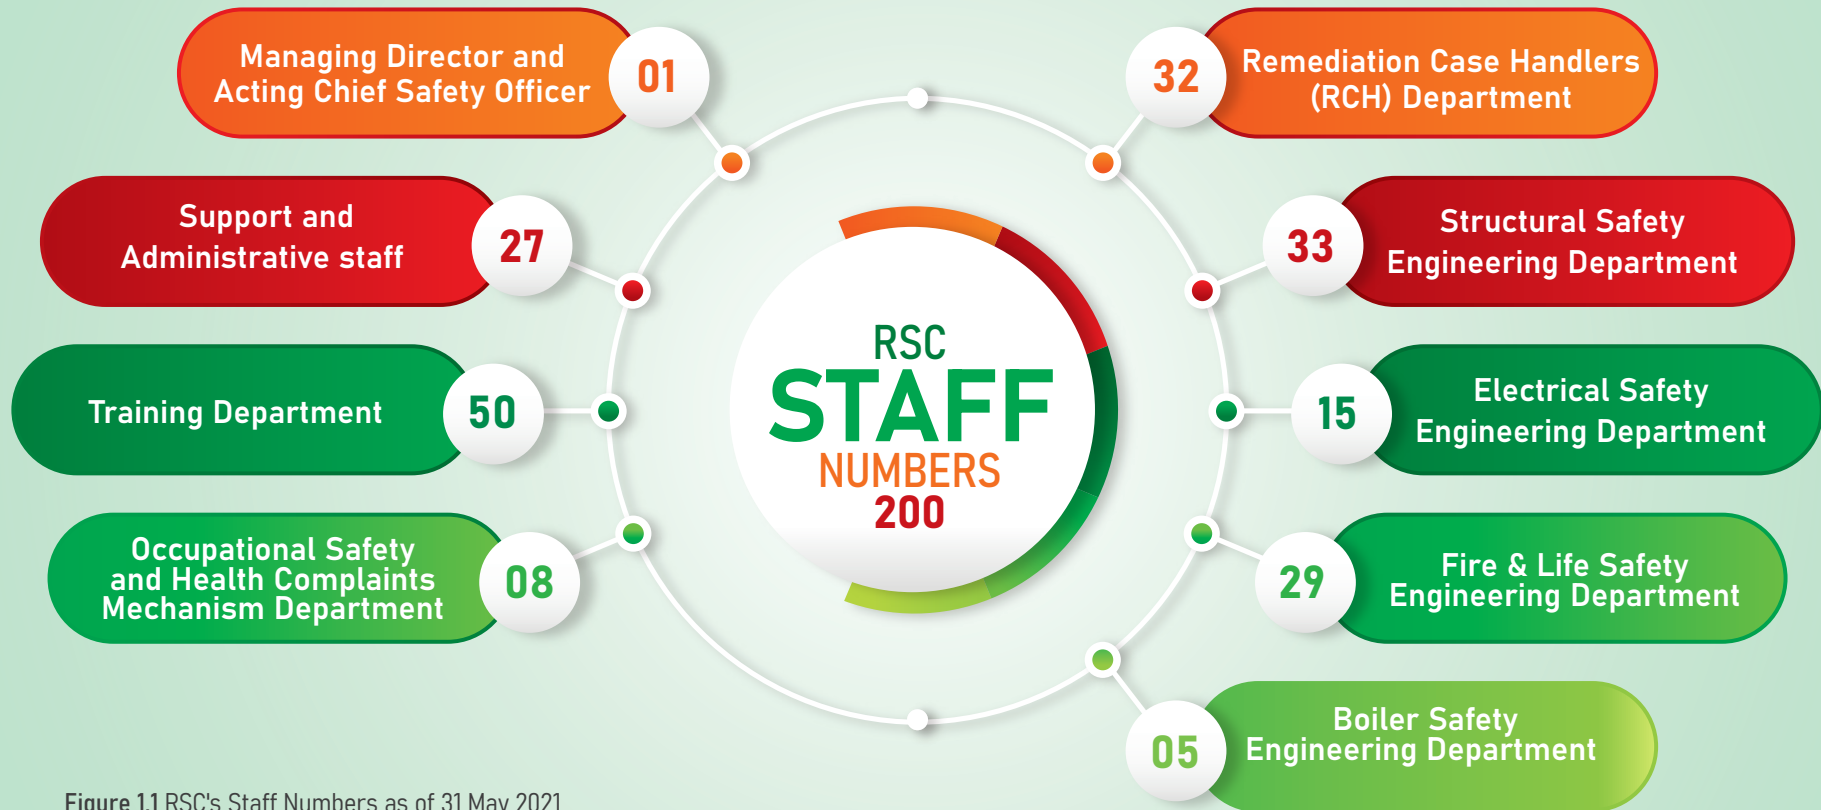 Managing Director and
Acting Chief Safety Officer
01
Support and
Administrative staff
27
Training Department
50
Occupational Safety
and Health Complaints
Mechanism Department
08
RSC
STAFF
NUMBERS
200
32
Remediation Case Handlers
(RCH) Department
33
Structural Safety
Engineering Department
15
Electrical Safety
Engineering Department
29
Fire & Life Safety
Engineering Department
05
Boiler Safety
Engineering Department
Figure 1.1 RSC's Staff Numbers as of 31 May 2021